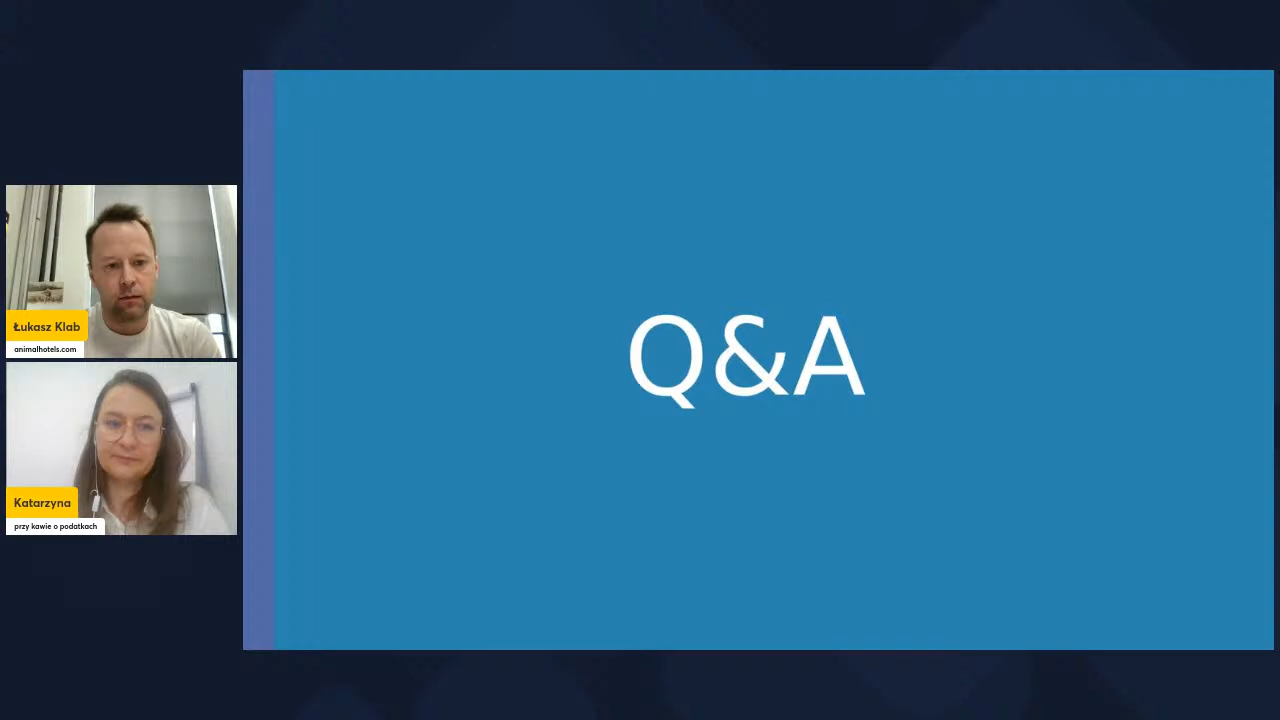 Łukasz Klab
animalhotels.com
Katarzyna
przy kawie o podatkach
Q&A